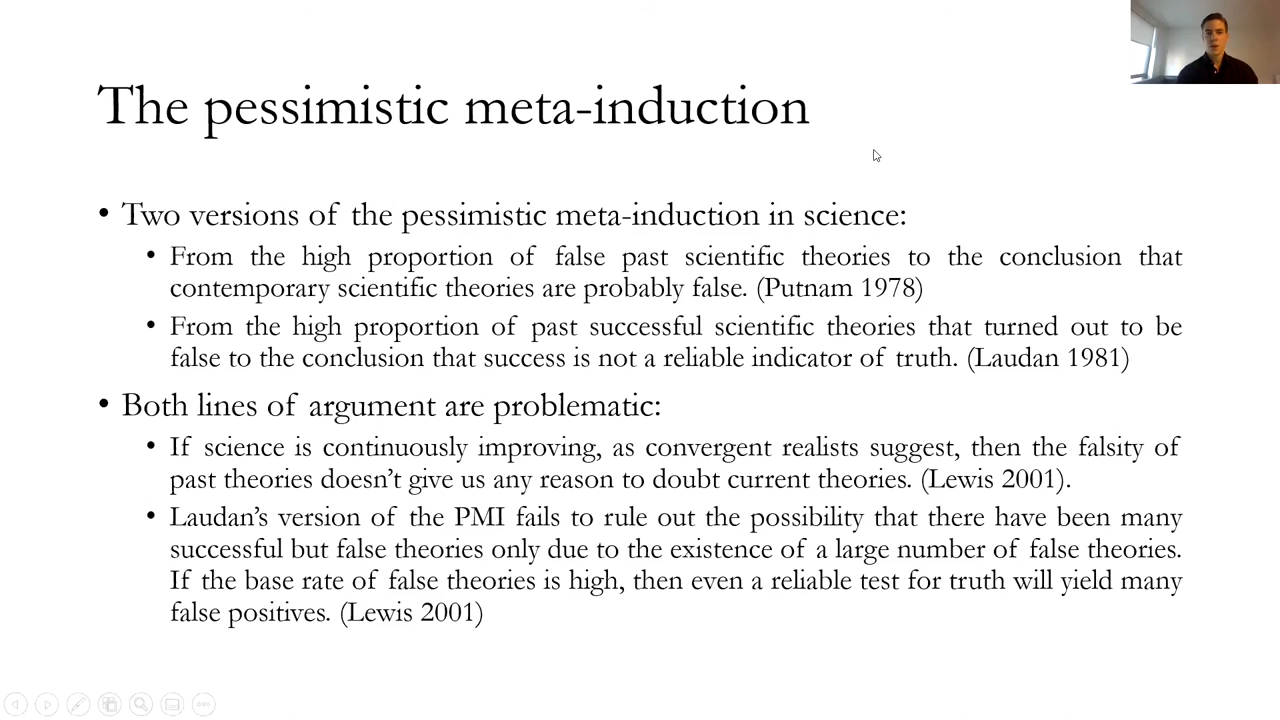 The pessimistic meta-induction
• Two versions of the pessimistic meta-induction in science:
• From the high proportion of false past scientific theories to the conclusion that
contemporary scientific theories are probably false. (Putnam 1978)
• From the high proportion of past successful scientific theories that turned out to be
false to the conclusion that success is not a reliable indicator of truth. (Laudan 1981)
• Both lines of argument are problematic:
• If science is continuously improving, as convergent realists suggest, then the falsity of
past theories doesn’t give us any reason to doubt current theories. (Lewis 2001).
• Laudan’s version of the PMI fails to rule out the possibility that there have been many
successful but false theories only due to the existence of a large number of false theories.
If the base rate of false theories is high, then even a reliable test for truth will yield many
false positives. (Lewis 2001)